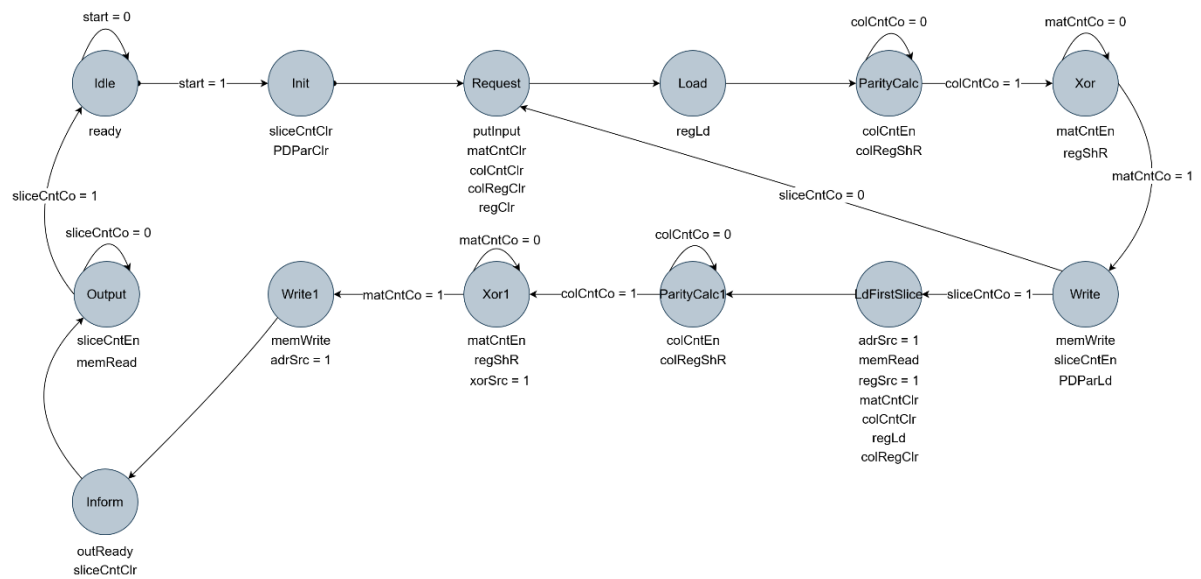 start = 0
colCntCo = 0
matCntCo = 0
Idle
start = 1
Init
Request
Load
ParityCalc
colCntCo = 1
Xor
ready
sliceCntClr
PDParClr
putInput
matCntClr
colCntClr
colRegClr
regClr
regLd
colCntEn
colRegShR
matCntEn
regShR
matCntCo = 1
sliceCntCo = 1
sliceCntCo = 0
sliceCntCo = 0
matCntCo = 0
colCntCo = 0
Output
Write1
matCntCo = 1
Xor1
colCntCo = 1
ParityCalc1
LdFirstSlice
sliceCntCo = 1
Write
sliceCntEn
memRead
memWrite
adrSrc = 1
matCntEn
regShR
xorSrc = 1
colCntEn
colRegShR
adrSrc = 1
memRead
regSrc = 1
matCntClr
colCntClr
regLd
colRegClr
memWrite
sliceCntEn
PDParLd
Inform
outReady
sliceCntClr